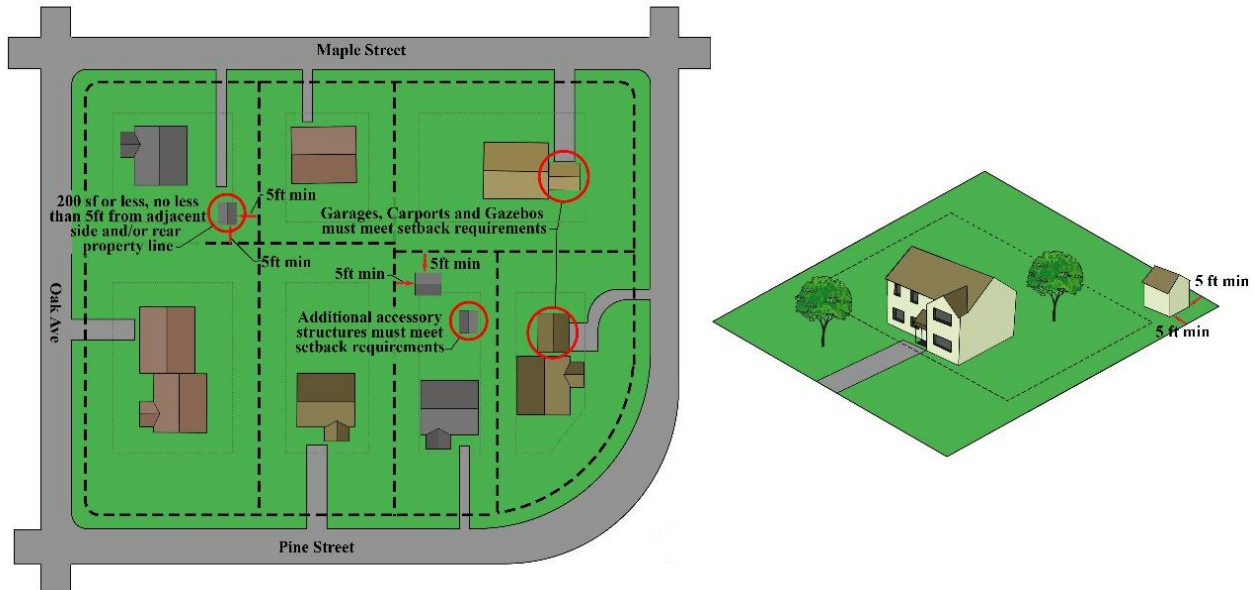 Maple Street
5ft min
200 sf or less, no less
than 5ft from adjacent
side and/or rear
property line
5ft min
Garages, Carports and Gazebos
must meet setback requirements
5ft min
5ft min
Additional accessory
structures must meet
setback requirements
Oak Ave
Pine Street
5 ft min
5 ft min